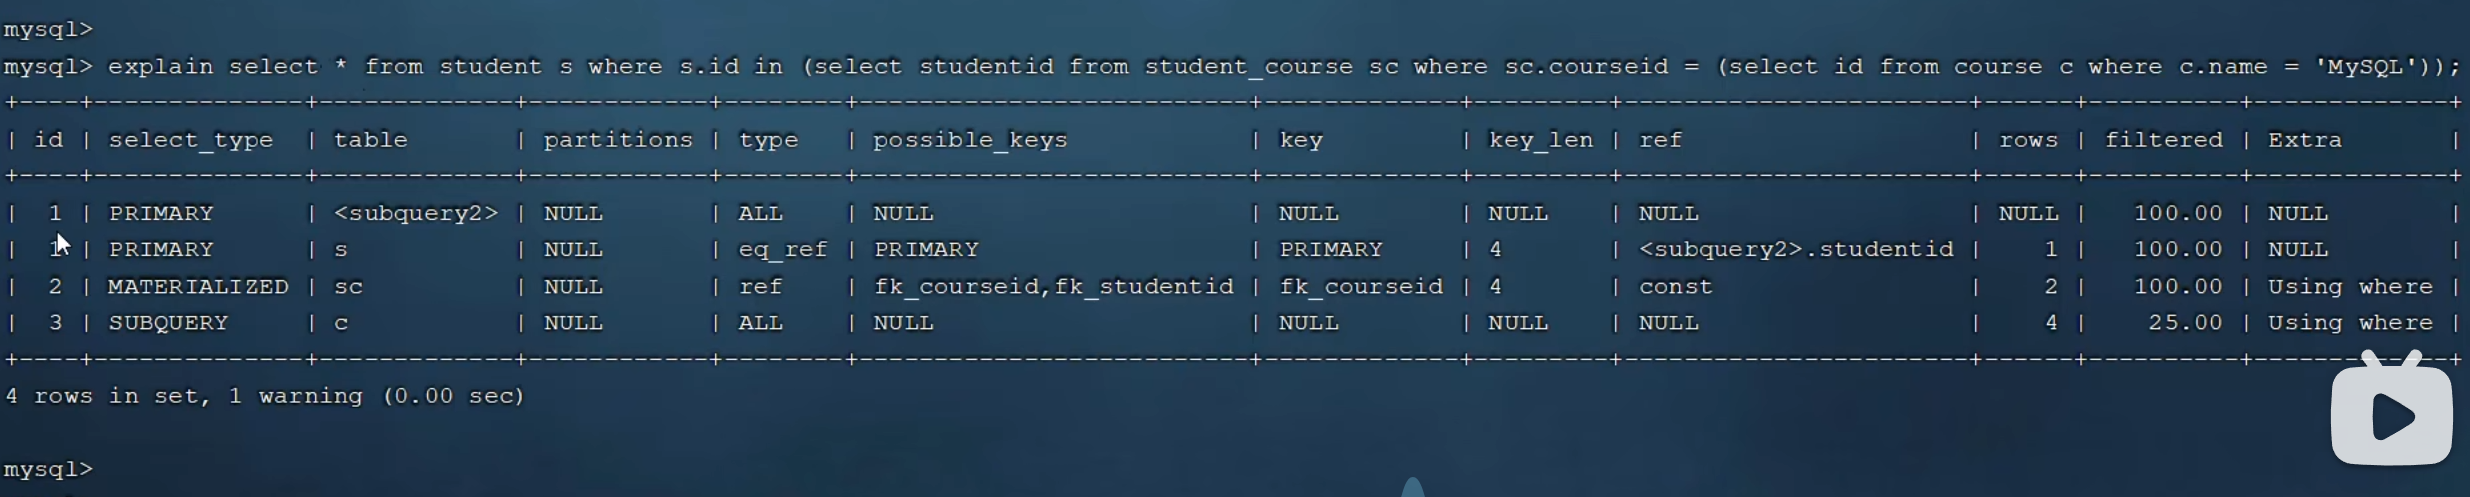 mysql>
mysql> explain select * from student s where s.id in (select studentid from student_course sc where sc.courseid = (select id from course c where c.name = 'MySQL'));
+----+--------------+-------------+------------+--------+--------------------------+-------------+---------+-----------------------+------+----------+-------------+
| id | select_type | table | partitions | type | possible_keys | key | key_len | ref | rows | filtered | Extra |
+----+--------------+-------------+------------+--------+--------------------------+-------------+---------+-----------------------+------+----------+-------------+
| 1 | PRIMARY | <subquery2> | NULL | ALL | NULL | NULL | NULL | NULL | NULL | 100.00 | NULL |
| 1 | PRIMARY | s | NULL | eq_ref | PRIMARY | PRIMARY | 4 | <subquery2>.studentid | 1 | 100.00 | NULL |
| 2 | MATERIALIZED | sc | NULL | ref | fk_courseid,fk_studentid | fk_courseid | 4 | const | 2 | 100.00 | Using where |
| 3 | SUBQUERY | c | NULL | ALL | NULL | NULL | NULL | NULL | 4 | 25.00 | Using where |
+----+--------------+-------------+------------+--------+--------------------------+-------------+---------+-----------------------+------+----------+-------------+
4 rows in set, 1 warning (0.00 sec)
mysql>